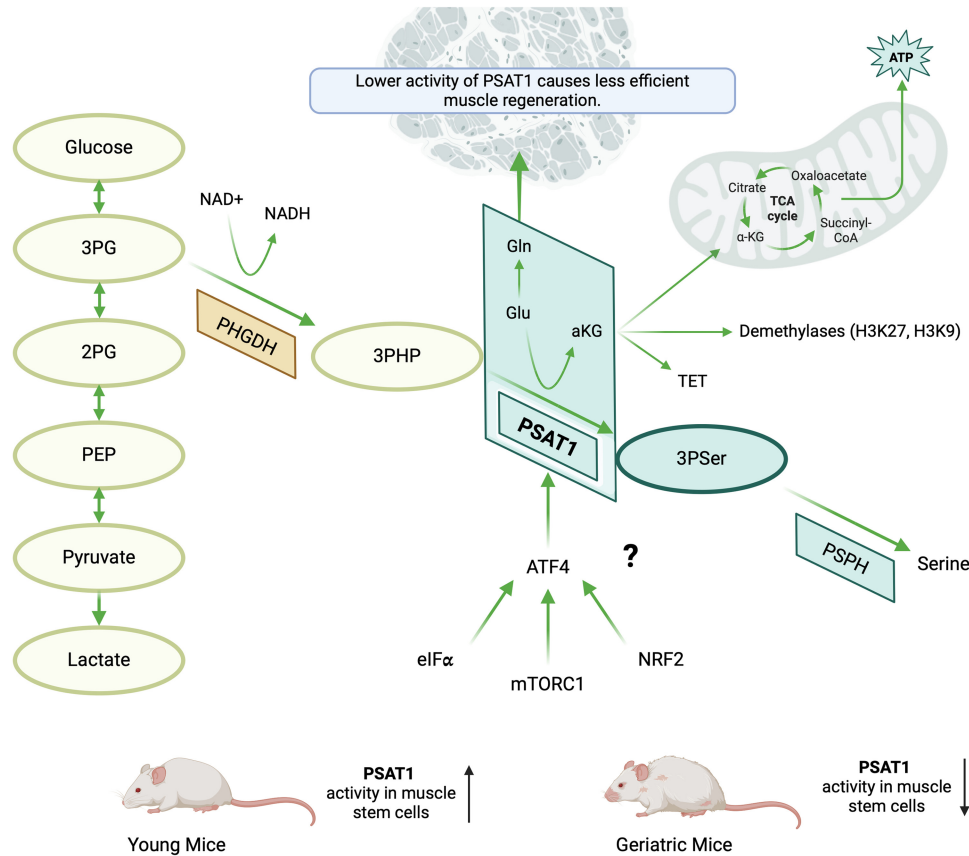 ATP
Lower activity of PSAT1 causes less efficient
muscle regeneration.
Glucose
3PG
2PG
PEP
Pyruvate
Lactate
NAD+
NADH
PHGDH
3PHP
Gln
Glu
aKG
PSAT1
Citrate
Oxaloacetate
TCA
cycle
α-KG
Succinyl-
CoA
Demethylases (H3K27, H3K9)
TET
3PSer
PSPH
Serine
ATF4
?
eIFα
mTORC1
NRF2
PSAT1
activity in muscle
stem cells
Young Mice
PSAT1
activity in muscle
stem cells
Geriatric Mice